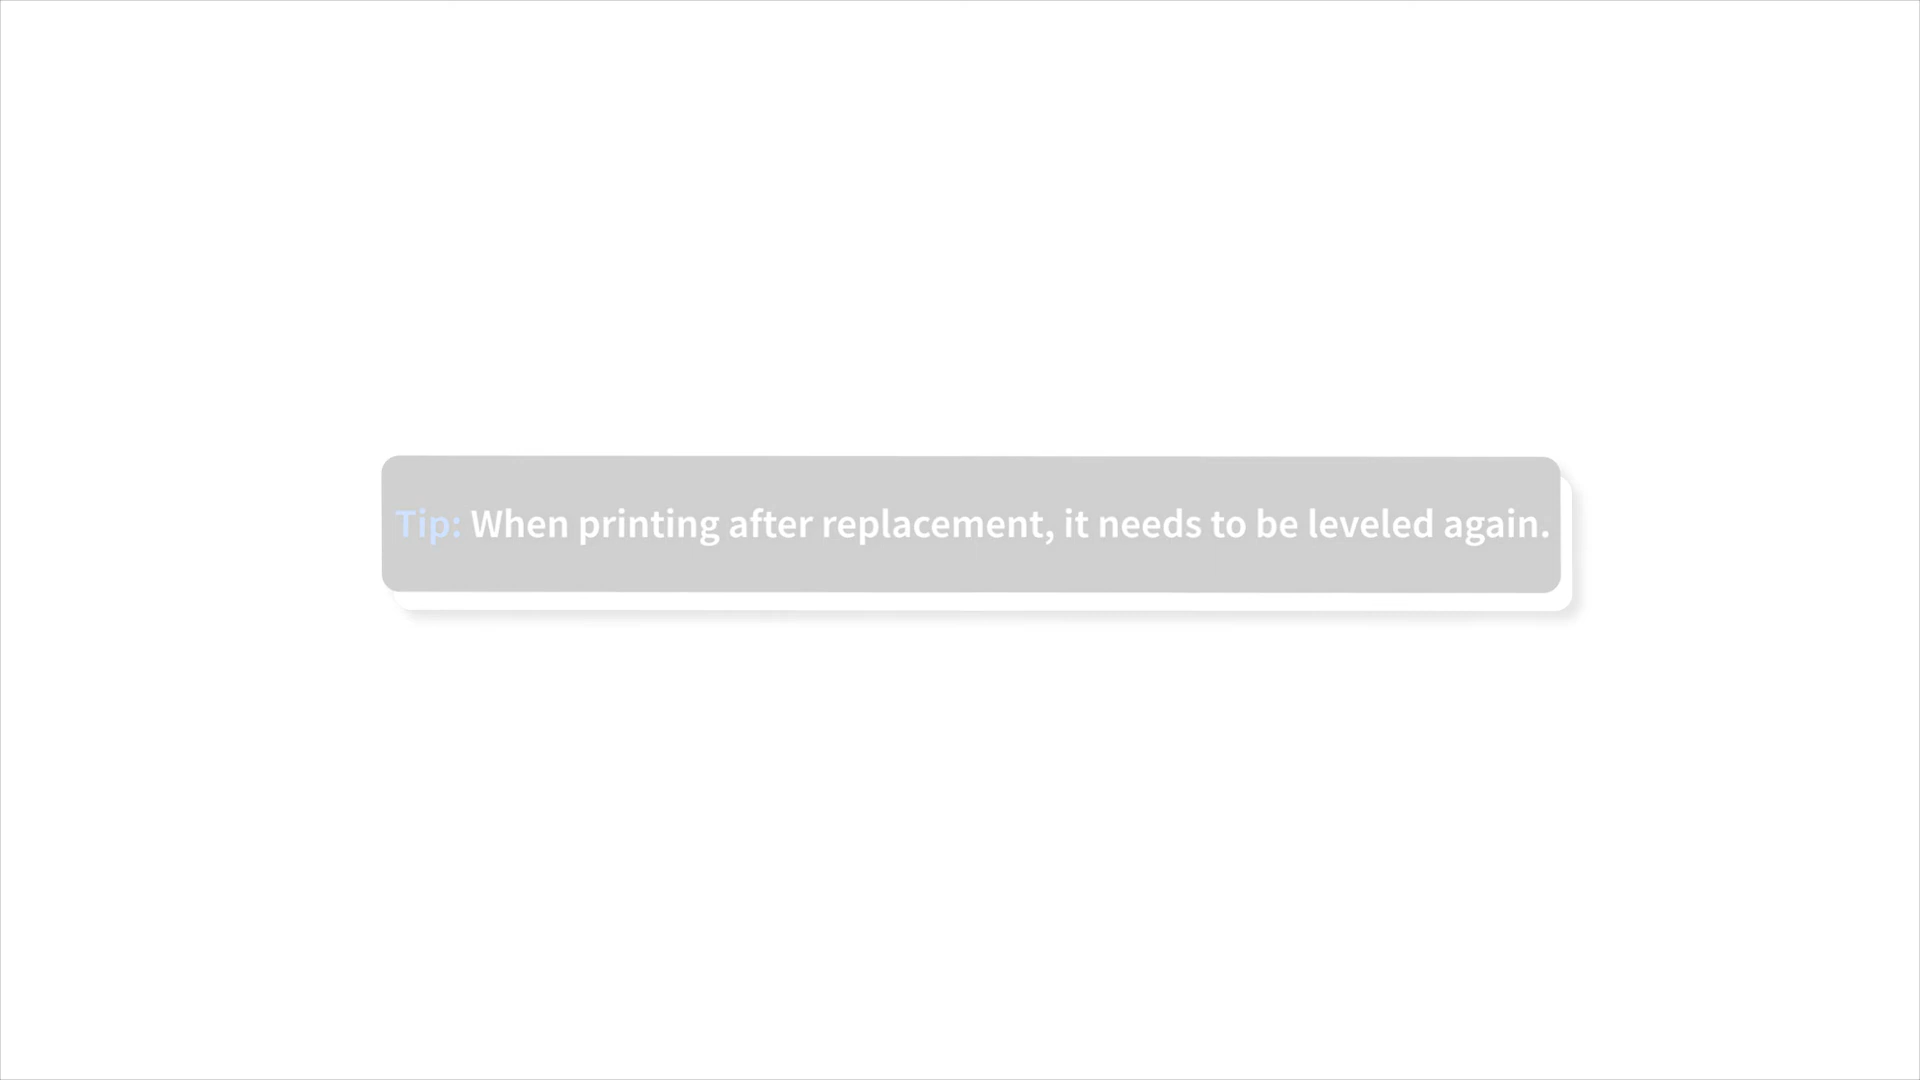 Tip: When printing after replacement, it needs to be leveled again.